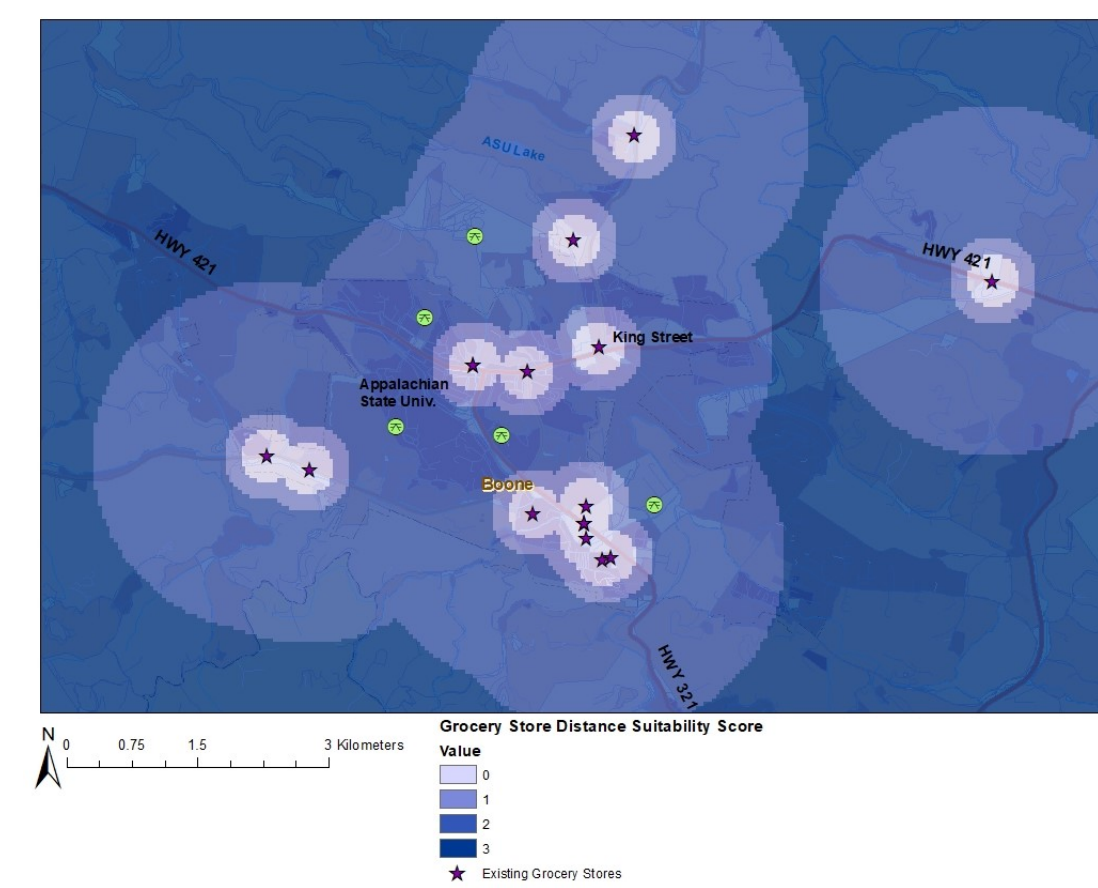 ASU Lake
HWY 421
HWY 421
King Street
Appalachian
State Univ.
Boone
HWY 321
N
0 0.75 1.5 3 Kilometers
Grocery Store Distance Suitability Score
Value
0
1
2
3
Existing Grocery Stores